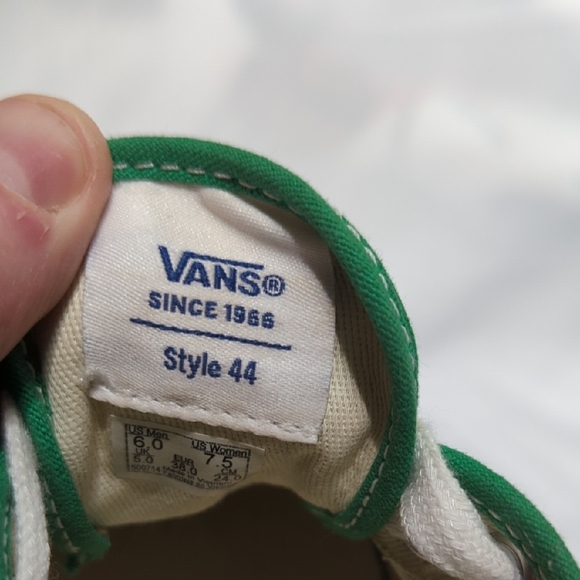 VANS®
SINCE 1966
Style 44
US Men US Women
6.0 7.5
UK EUR CM
5.0 38.0 24.0